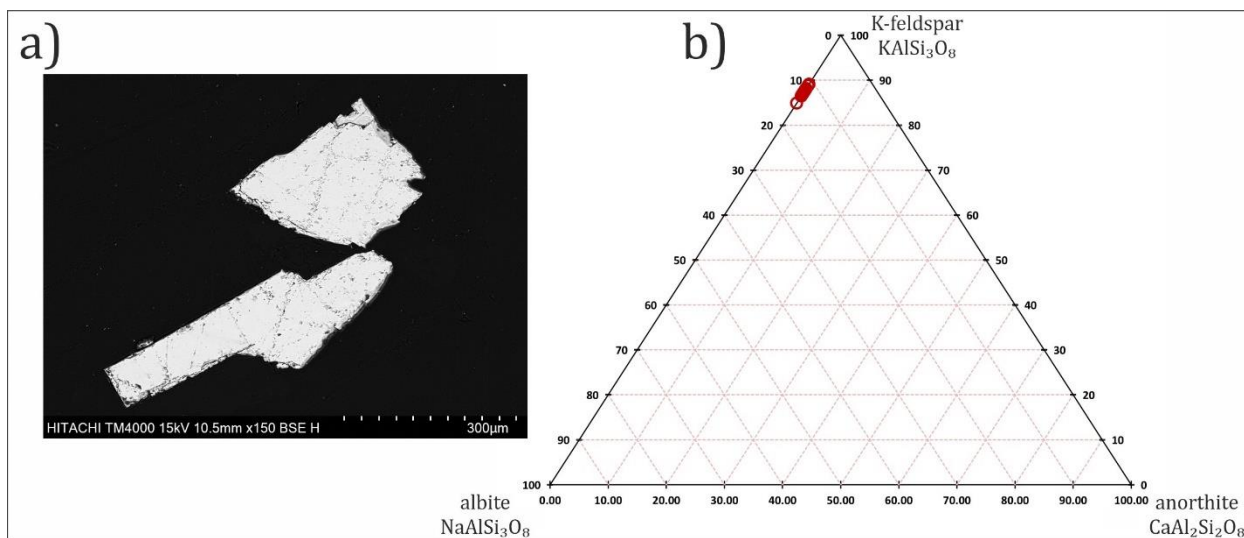 a)
HITACHI TM4000 15kV 10.5mm x150 BSE H 300µm
b)
K-feldspar
KAlSi₃O₈
0 100
10 90
20 80
30 70
40 60
50 50
60 40
70 30
80 20
90 10
100 0
0.00 10.00 20.00 30.00 40.00 50.00 60.00 70.00 80.00 90.00 100.00
albite
NaAlSi₃O₈
anorthite
CaAl₂Si₂O₈